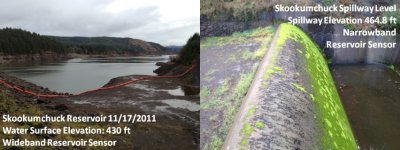 Skookumchuck Reservoir 11/17/2011
Water Surface Elevation: 430 ft
Wideband Reservoir Sensor
Skookumchuck Spillway Level
Spillway Elevation 464.8 ft
Narrowband
Reservoir Sensor